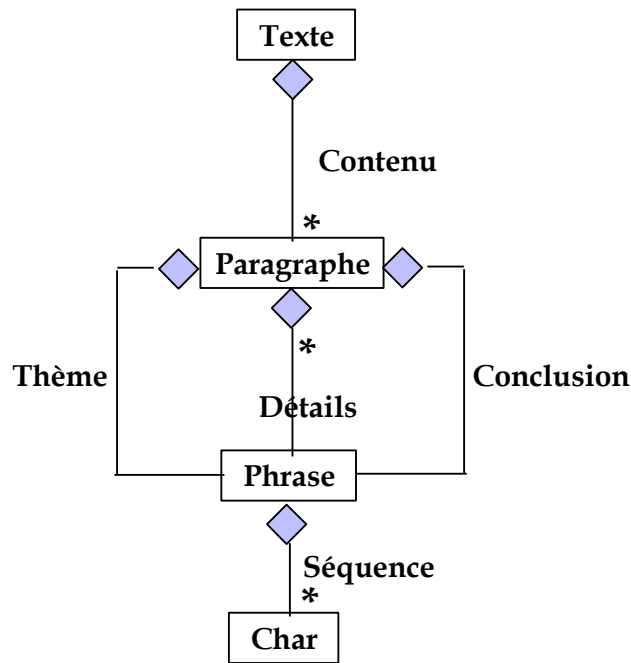 Texte
Contenu
*
Paragraphe
*
Thème
Conclusion
Détails
Phrase
Séquence
*
Char